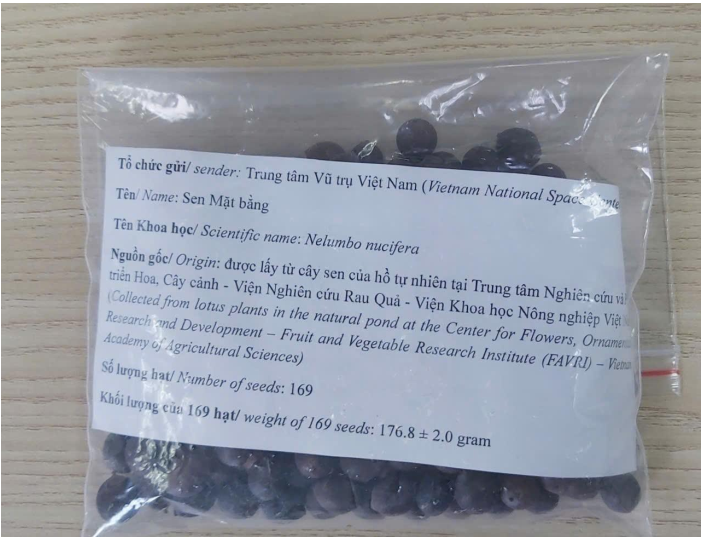 Tổ chức gửi/ sender: Trung tâm Vũ trụ Việt Nam (Vietnam National Space
Tên/ Name: Sen Mặt bằng
Tên Khoa học/ Scientific name: Nelumbo nucifera
Nguồn gốc/ Origin: được lấy từ cây sen của hồ tự nhiên tại Trung tâm Nghiên cứu và
triển Hoa, Cây cảnh - Viện Nghiên cứu Rau Quả - Viện Khoa học Nông nghiệp Việt
(Collected from lotus plants in the natural pond at the Center for Flowers,
Research and Development – Fruit and Vegetable Research Institute (FAVRI) –
Academy of Agricultural Sciences)
Số lượng hạt/ Number of seeds: 169
Khối lượng của 169 hạt/ weight of 169 seeds: 176.8 ± 2.0 gram